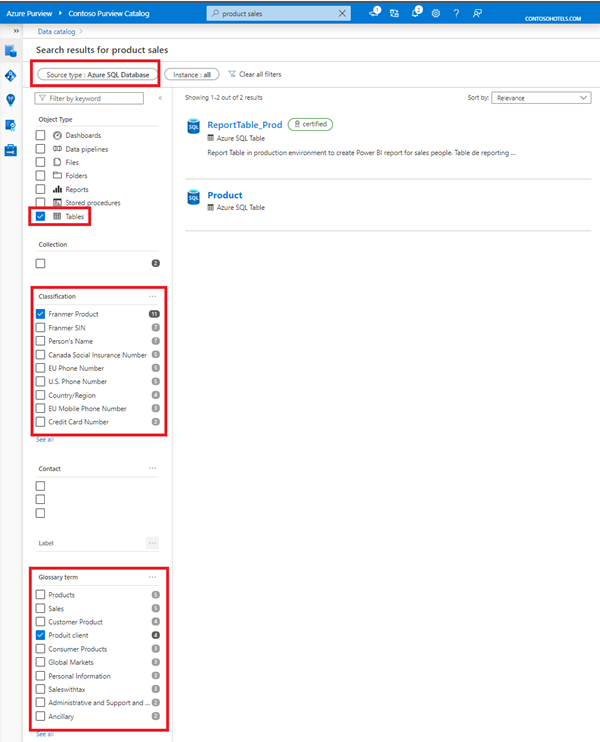 Azure Purview > Contoso Purview Catalog
product sales
CONTOSOHOTELS.COM
Data catalog >
Search results for product sales
Source type : Azure SQL Database
Instance : all
Clear all filters
Filter by keyword
Showing 1-2 out of 2 results
Sort by:
Relevance
Object Type
Dashboards
Data pipelines
Files
Folders
Reports
Stored procedures
Tables
ReportTable_Prod
certified
Azure SQL Table
Report Table in production environment to create Power BI report for sales people. Table de reporting ...
Product
Azure SQL Table
Collection
2
Classification ...
Franmer Product 11
Franmer SIN 7
Person's Name 7
Canada Social Insurance Number 5
EU Phone Number 5
U.S. Phone Number 5
Country/Region 4
EU Mobile Phone Number 3
Credit Card Number 2
See all
Contact ...
Label ...
Glossary term ...
Products 5
Sales 5
Customer Product 4
Produit client 4
Consumer Products 3
Global Markets 3
Personal Information 3
Saleswithtax 3
Administrative and Support and ... 2
Ancillary 2
See all